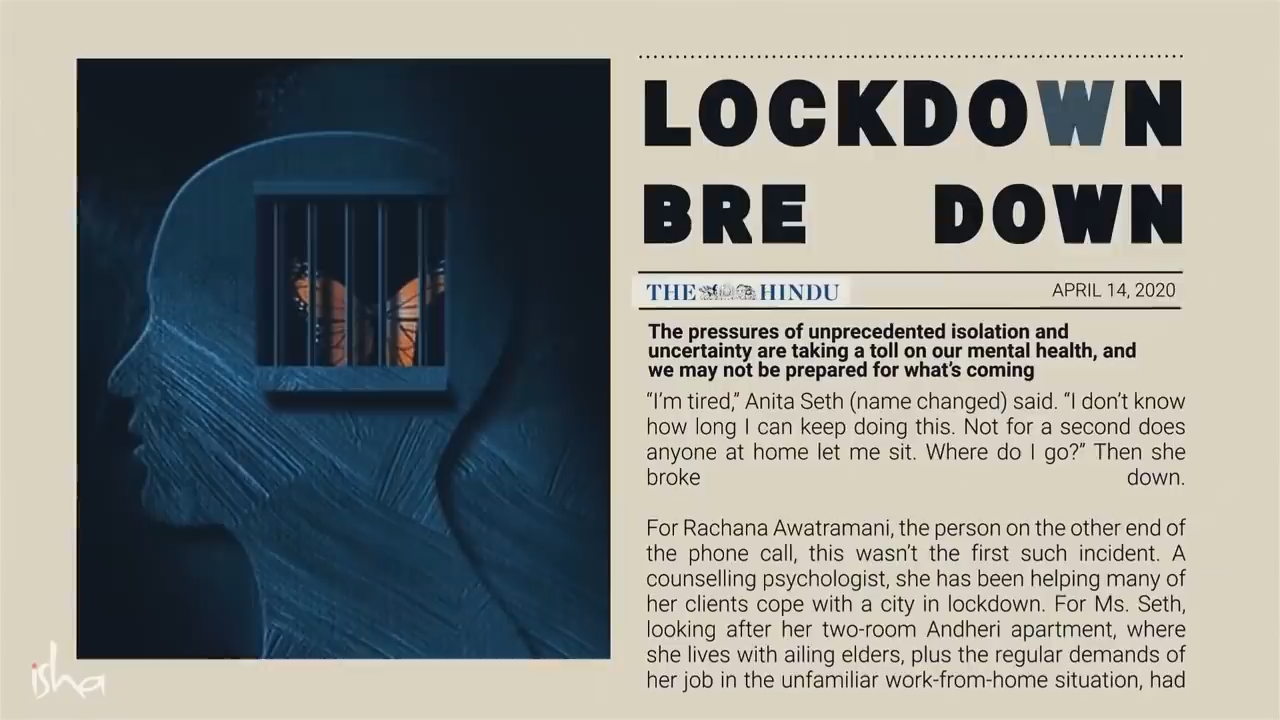 LOCKDOWN
BRE DOWN
THE HINDU
APRIL 14, 2020
The pressures of unprecedented isolation and
uncertainty are taking a toll on our mental health, and
we may not be prepared for what's coming
“I'm tired,” Anita Seth (name changed) said. “I don't know
how long I can keep doing this. Not for a second does
anyone at home let me sit. Where do I go?” Then she
broke down.
For Rachana Awatramani, the person on the other end of
the phone call, this wasn't the first such incident. A
counselling psychologist, she has been helping many of
her clients cope with a city in lockdown. For Ms. Seth,
looking after her two-room Andheri apartment, where
she lives with ailing elders, plus the regular demands of
her job in the unfamiliar work-from-home situation, had
isha